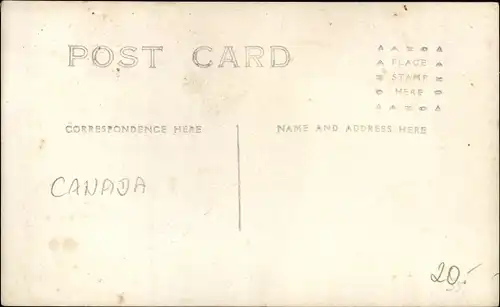 POST CARD
PLACE
STAMP
HERE
CORRESPONDENCE HERE
NAME AND ADDRESS HERE
CANADA
20.-